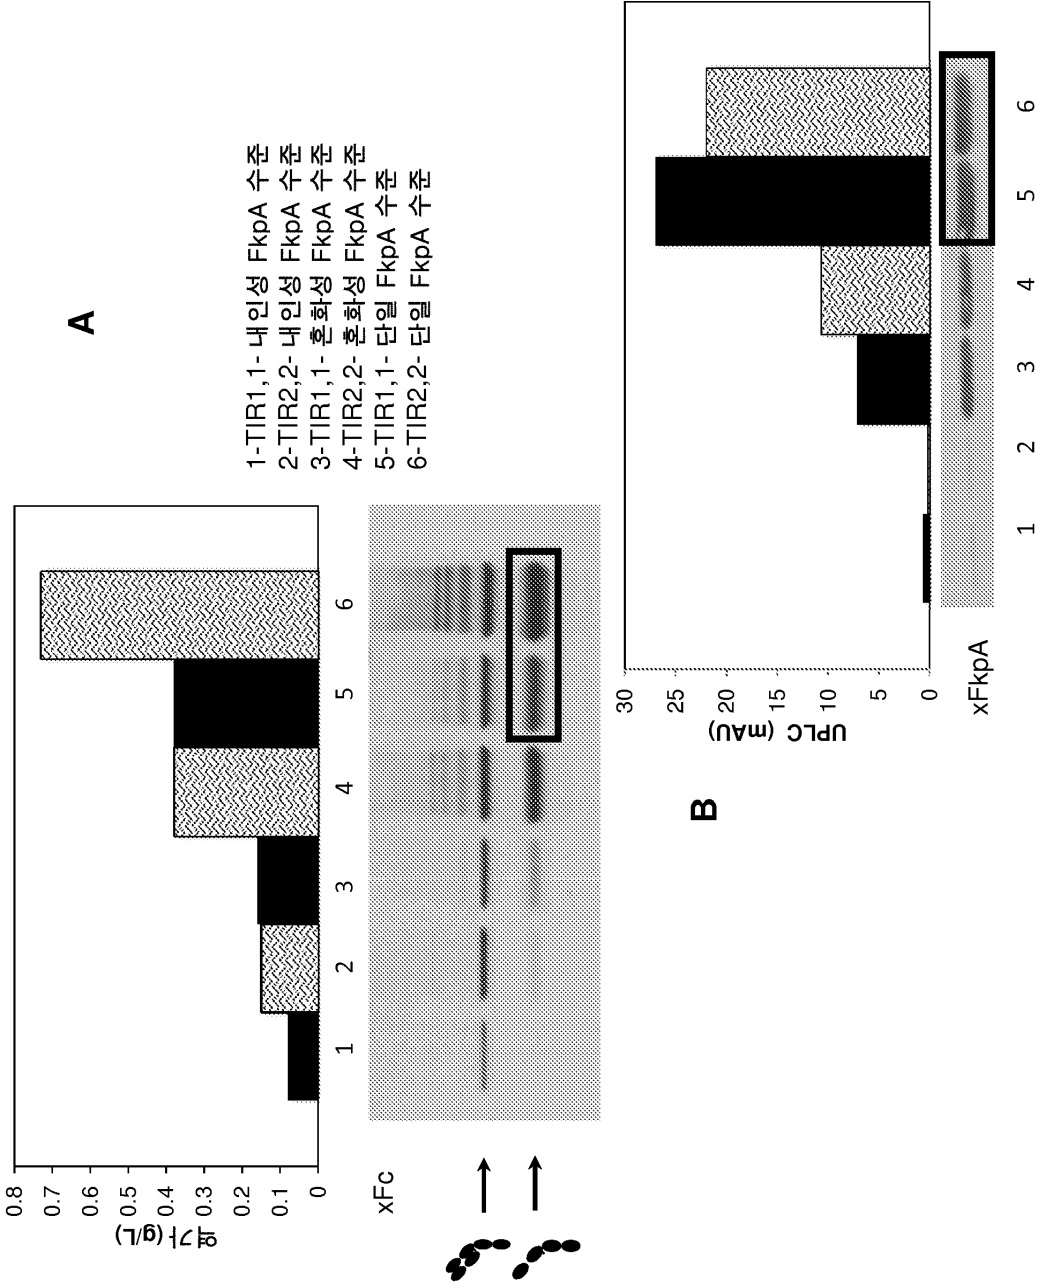 A
역가 (g/L)
0.8
0.7
0.6
0.5
0.4
0.3
0.2
0.1
0
1 2 3 4 5 6
xFc
1-TIR1,1- 내인성 FkpA 수준
2-TIR2,2- 내인성 FkpA 수준
3-TIR1,1- 흔화성 FkpA 수준
4-TIR2,2- 흔화성 FkpA 수준
5-TIR1,1- 단일 FkpA 수준
6-TIR2,2- 단일 FkpA 수준
B
UPLC (mAU)
30
25
20
15
10
5
0
xFkpA
1 2 3 4 5 6